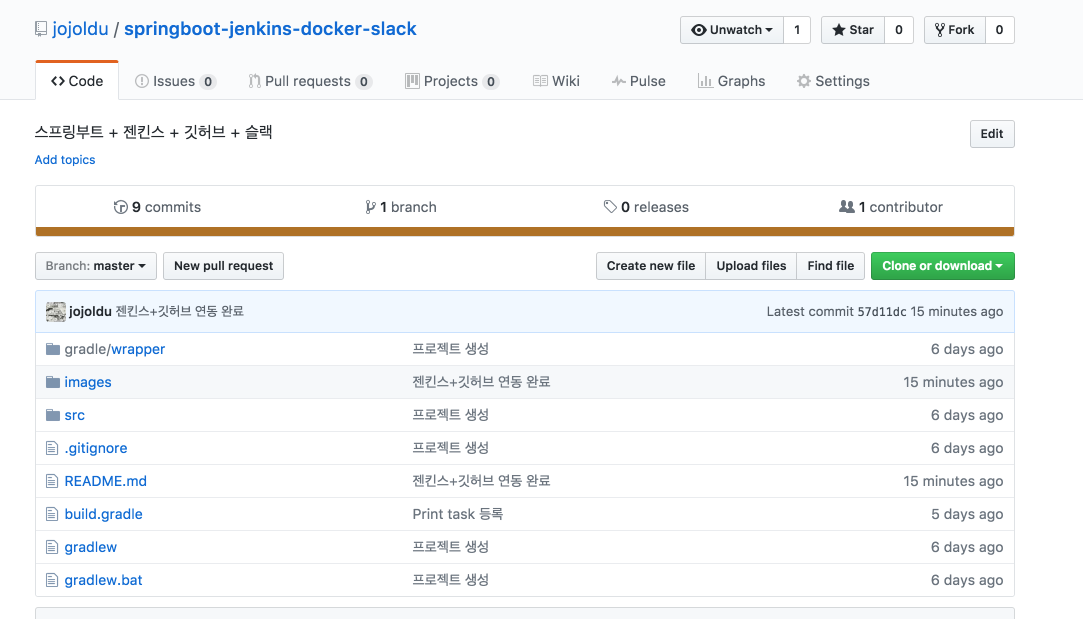 jojoldu / springboot-jenkins-docker-slack
Unwatch 1 Star 0 Fork 0
Code Issues 0 Pull requests 0 Projects 0 Wiki Pulse Graphs Settings
스프링부트 + 젠킨스 + 깃허브 + 슬랙 Edit
Add topics
9 commits 1 branch 0 releases 1 contributor
Branch: master New pull request Create new file Upload files Find file Clone or download
jojoldu 젠킨스+깃허브 연동 완료 Latest commit 57d11dc 15 minutes ago
gradle/wrapper 프로젝트 생성 6 days ago
images 젠킨스+깃허브 연동 완료 15 minutes ago
src 프로젝트 생성 6 days ago
.gitignore 프로젝트 생성 6 days ago
README.md 젠킨스+깃허브 연동 완료 15 minutes ago
build.gradle Print task 등록 5 days ago
gradlew 프로젝트 생성 6 days ago
gradlew.bat 프로젝트 생성 6 days ago